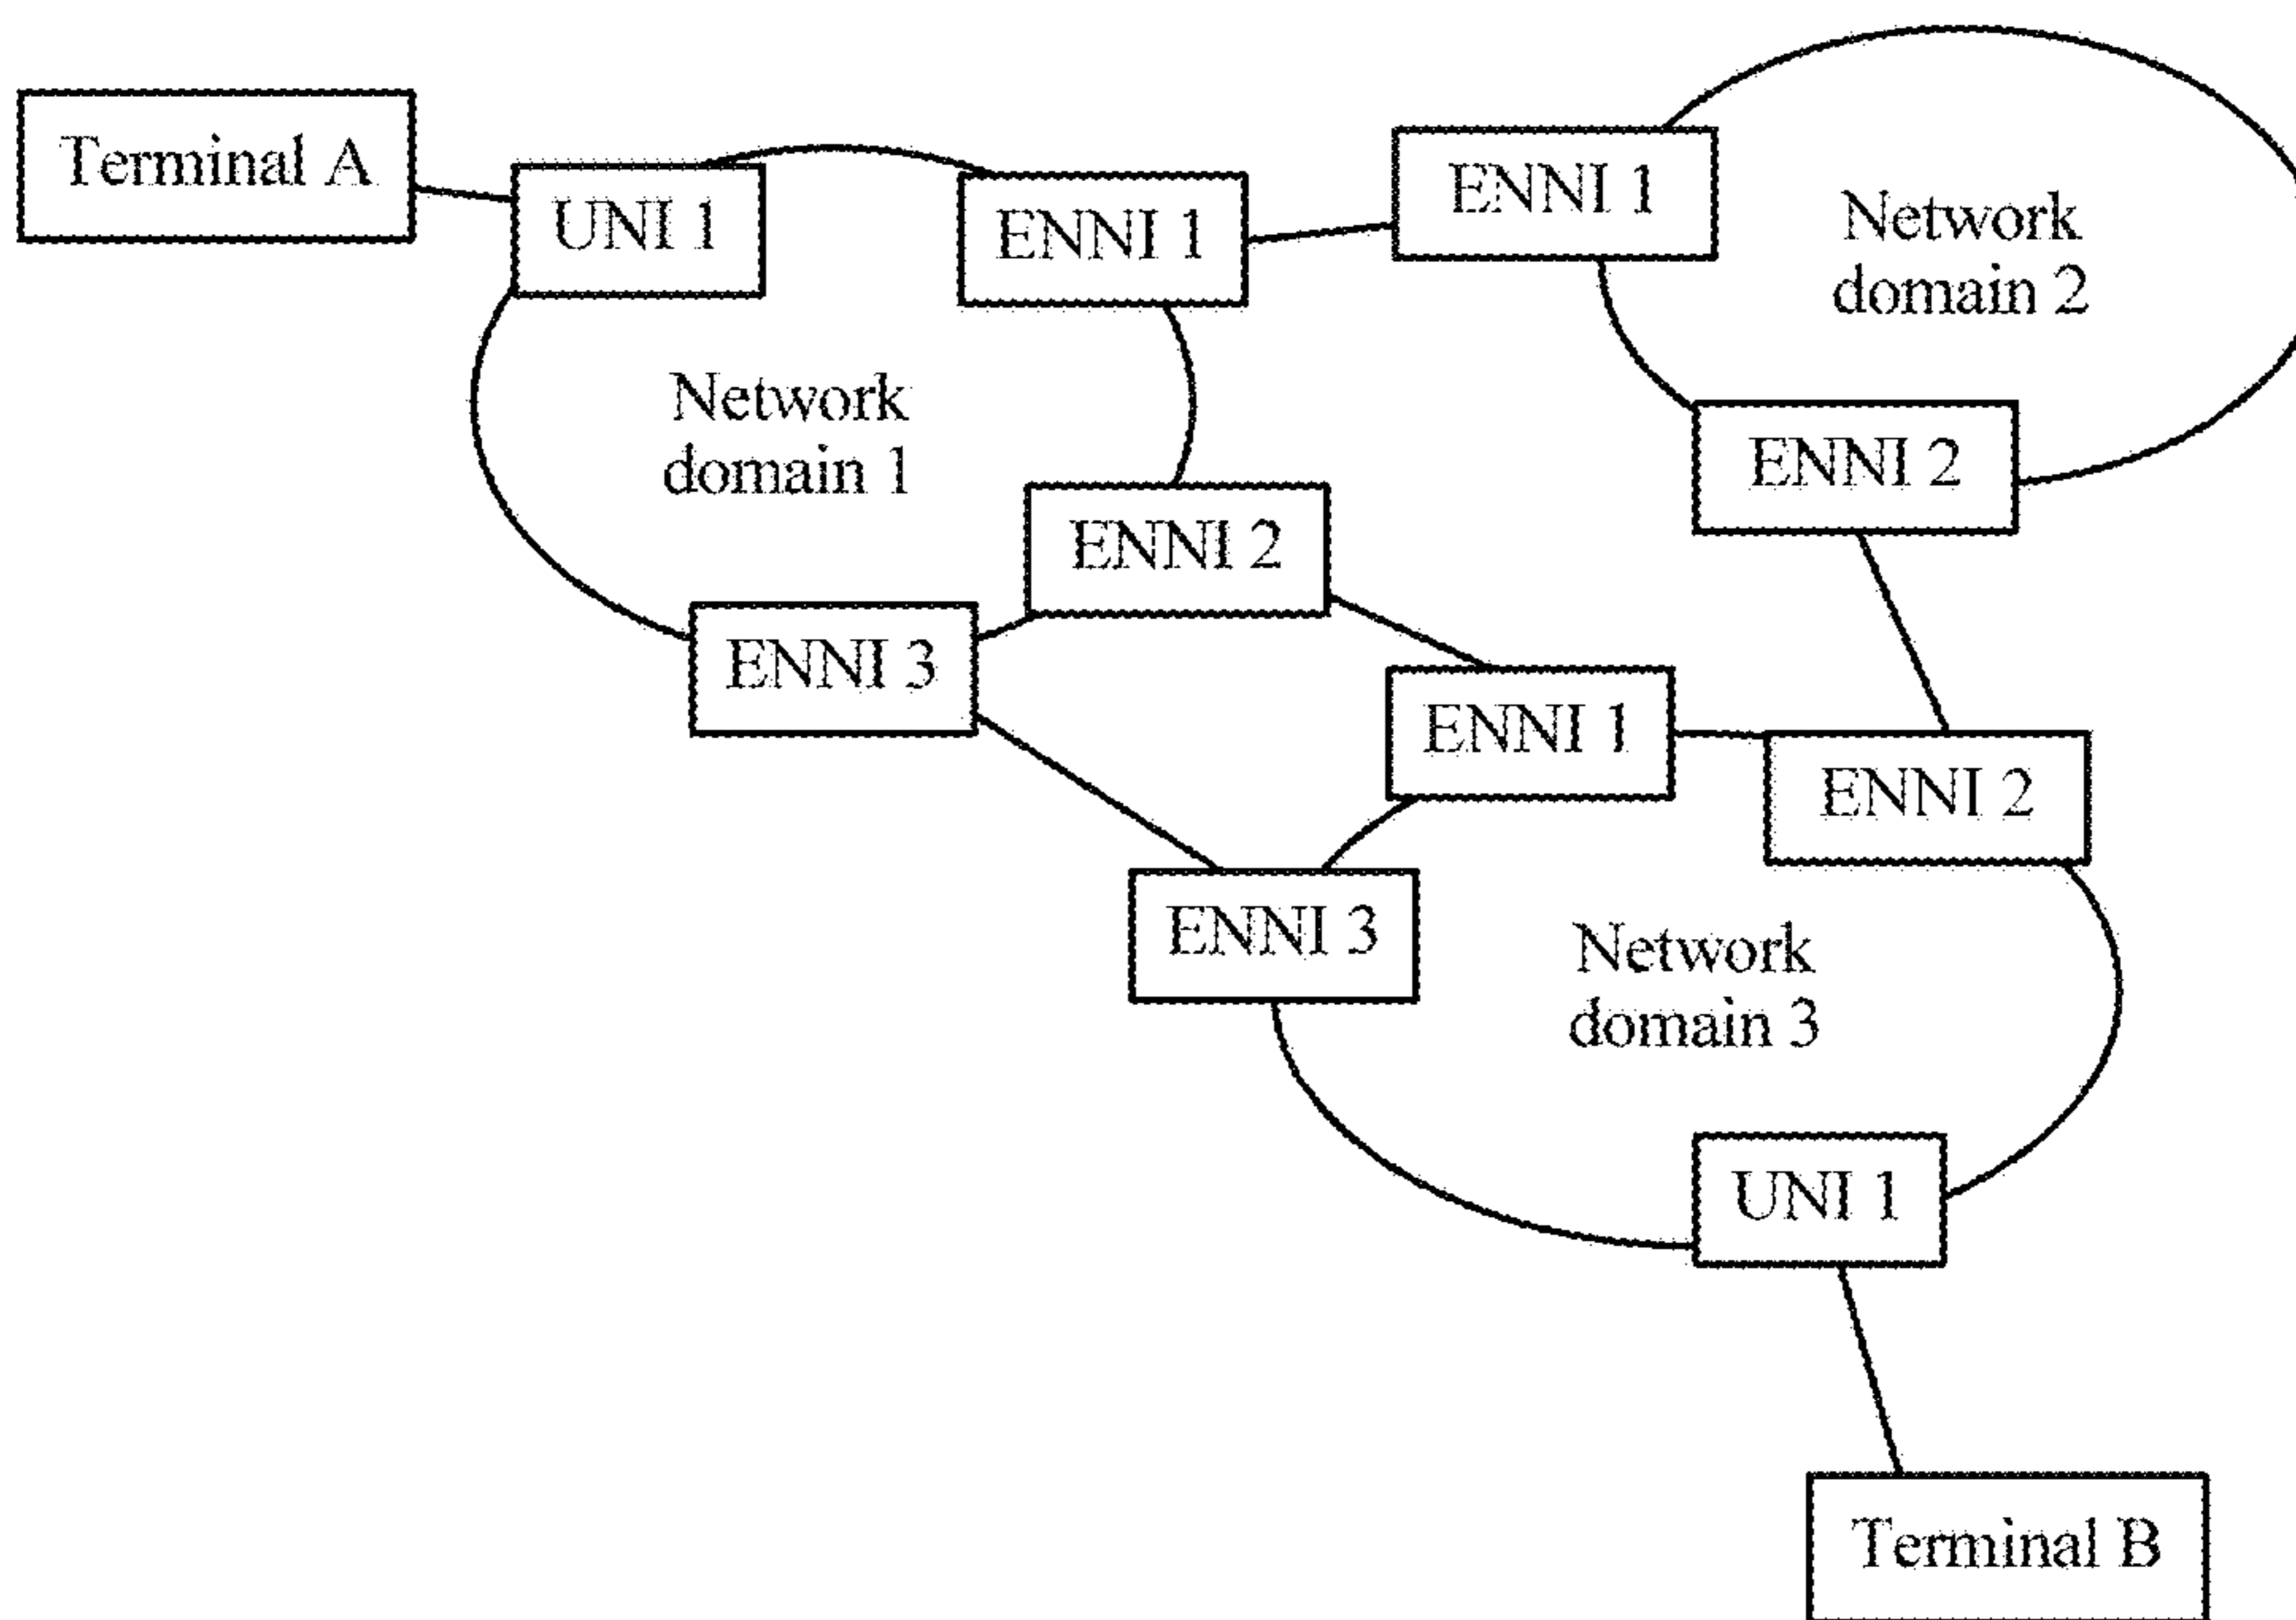 Terminal A
UNI 1
ENNI 1
ENNI 1
Network
domain 2
Network
domain 1
ENNI 2
ENNI 2
ENNI 3
ENNI 1
ENNI 2
ENNI 3
Network
domain 3
UNI 1
Terminal B